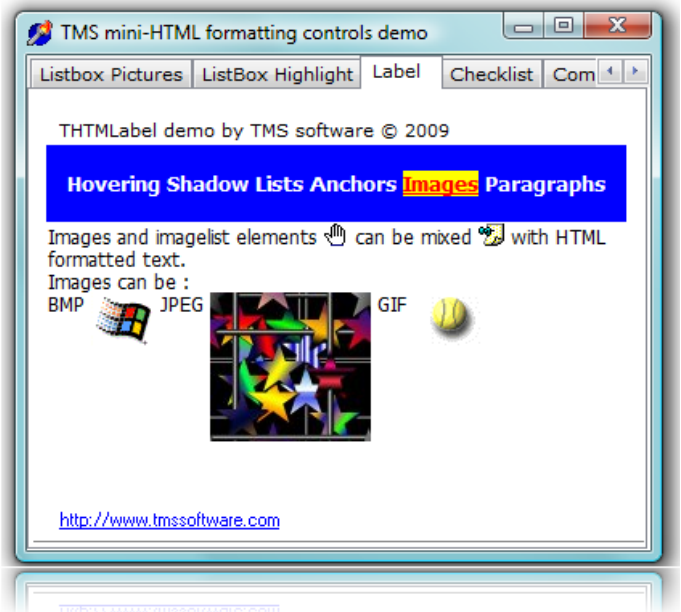 TMS mini-HTML formatting controls demo
Listbox Pictures ListBox Highlight Label Checklist Com
THTMLabel demo by TMS software © 2009
Hovering Shadow Lists Anchors Images Paragraphs
Images and imagelist elements can be mixed with HTML
formatted text.
Images can be :
BMP JPEG GIF
http://www.tmssoftware.com